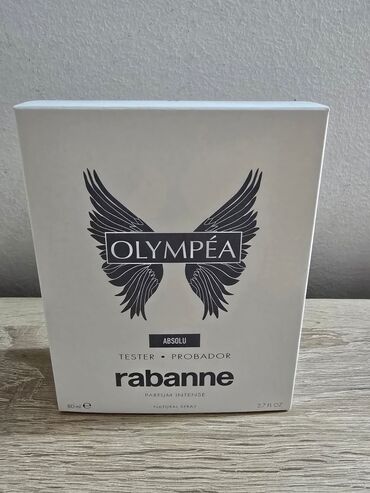 OLYMPÉA
ABSOLU
TESTER • PROBADOR
rabanne
PARFUM INTENSE
80 ml ℮ NATURAL SPRAY 2.7 FL OZ